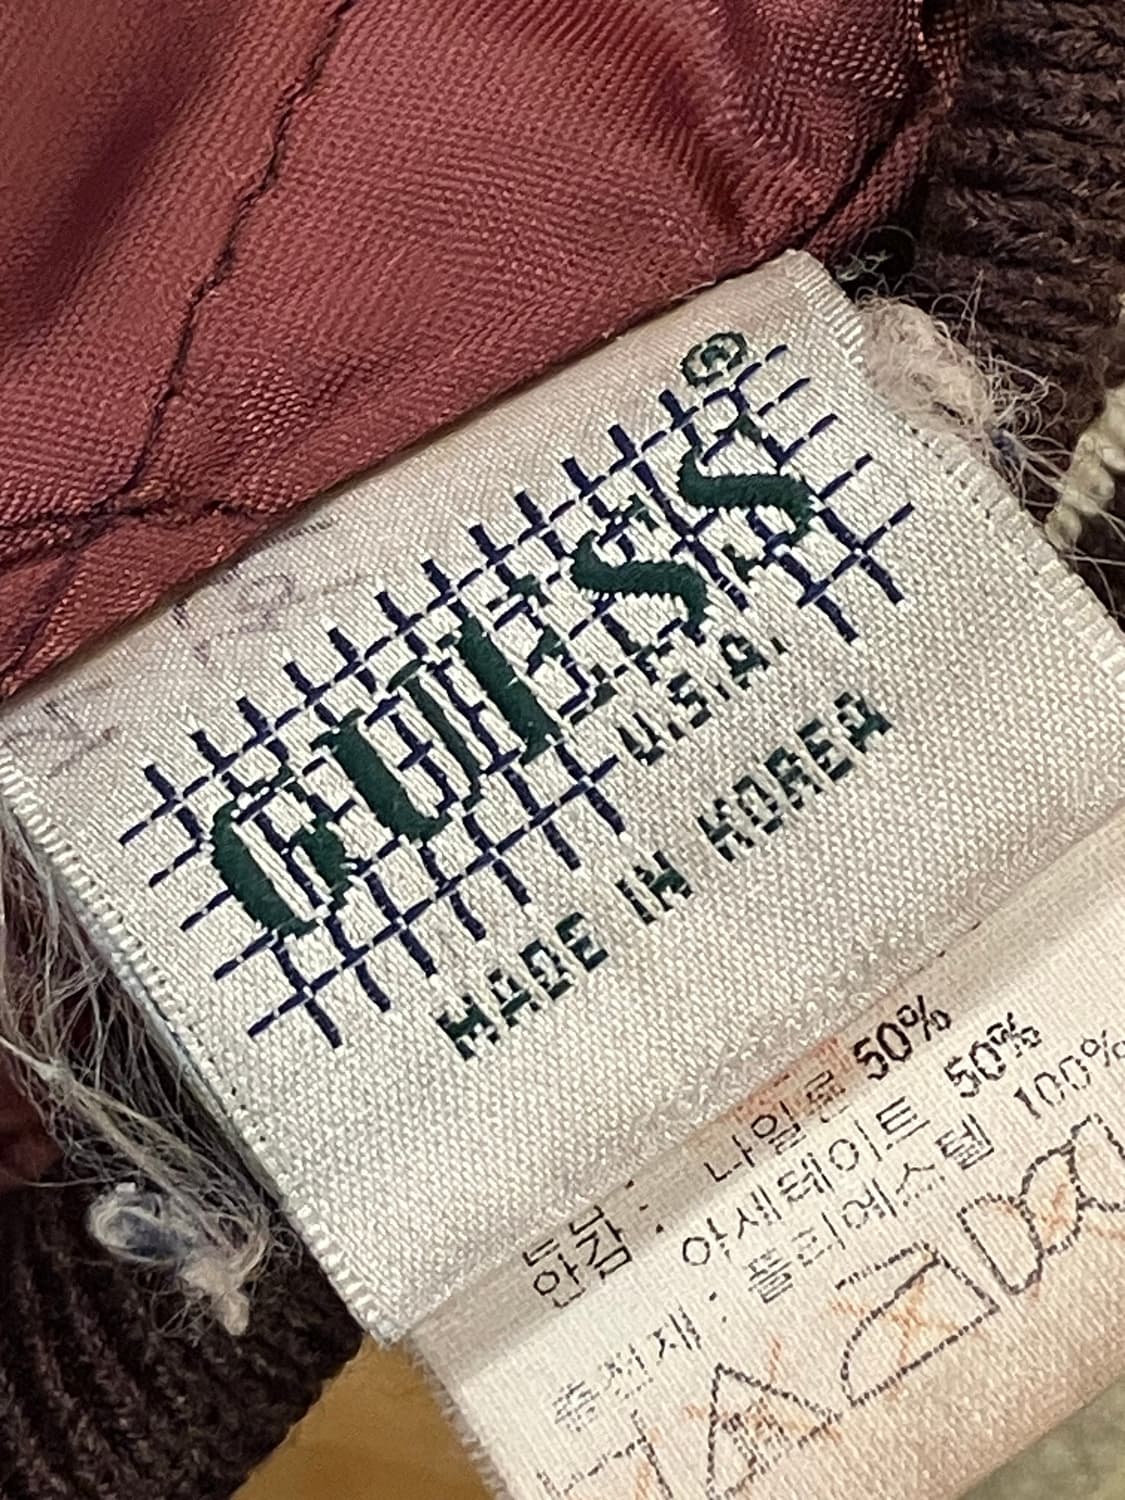 GUESS
U.S.A.
MADE IN KOREA
안감 : 나일론 50%
아세테이트 50%
충전재 : 폴리에스텔 100%